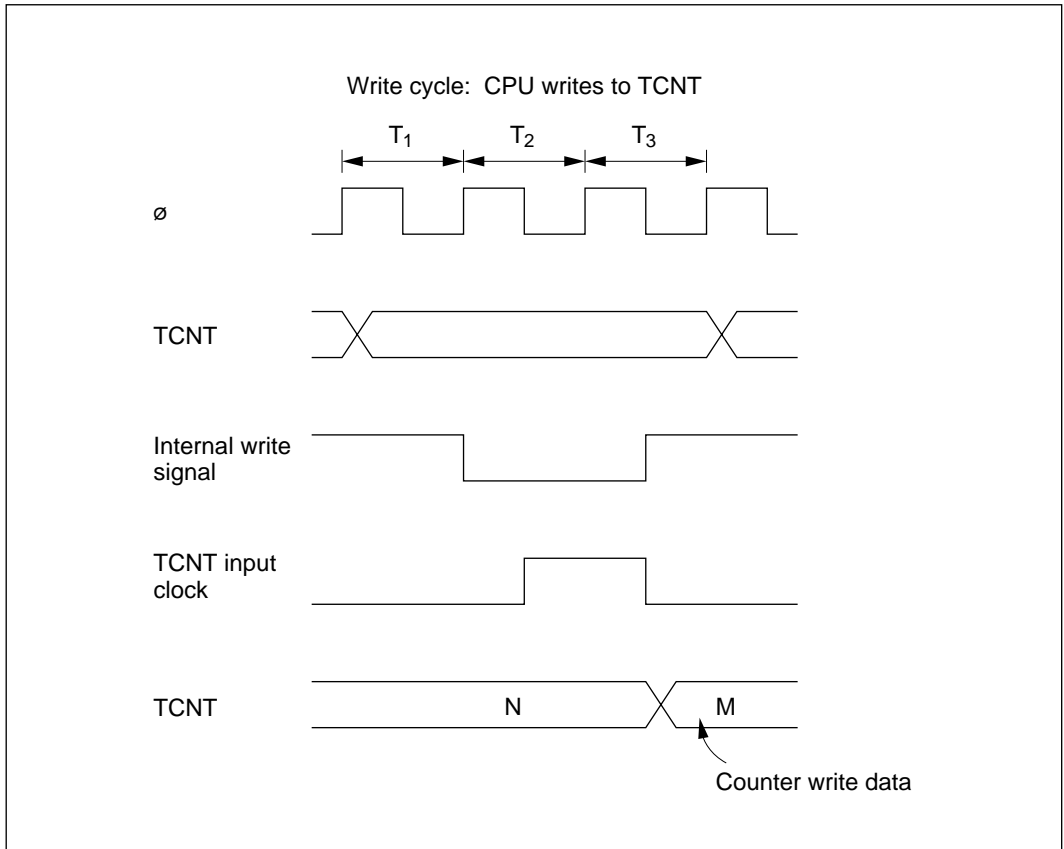 Write cycle:  CPU writes to TCNT
T1 T2 T3
ø
TCNT
Internal write
signal
TCNT input
clock
TCNT N M
Counter write data